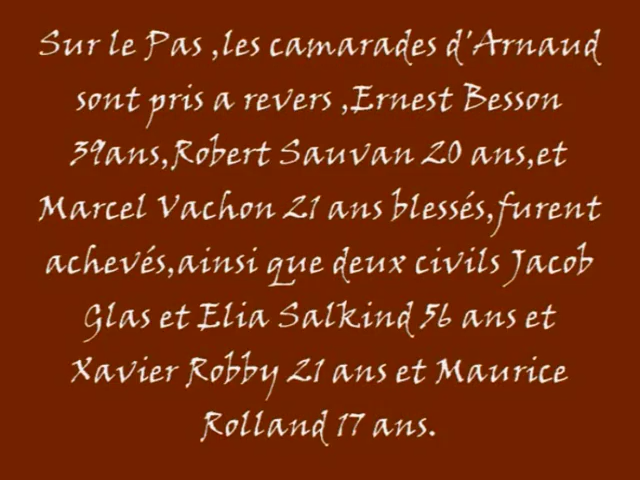 Sur le Pas ,les camarades d'Arnaud
sont pris a revers ,Ernest Besson
39ans,Robert Sauvan 20 ans,et
Marcel Vachon 21 ans blessés,furent
achevés,ainsi que deux civils Jacob
Glas et Elia Salkind 56 ans et
Xavier Robby 21 ans et Maurice
Rolland 17 ans.